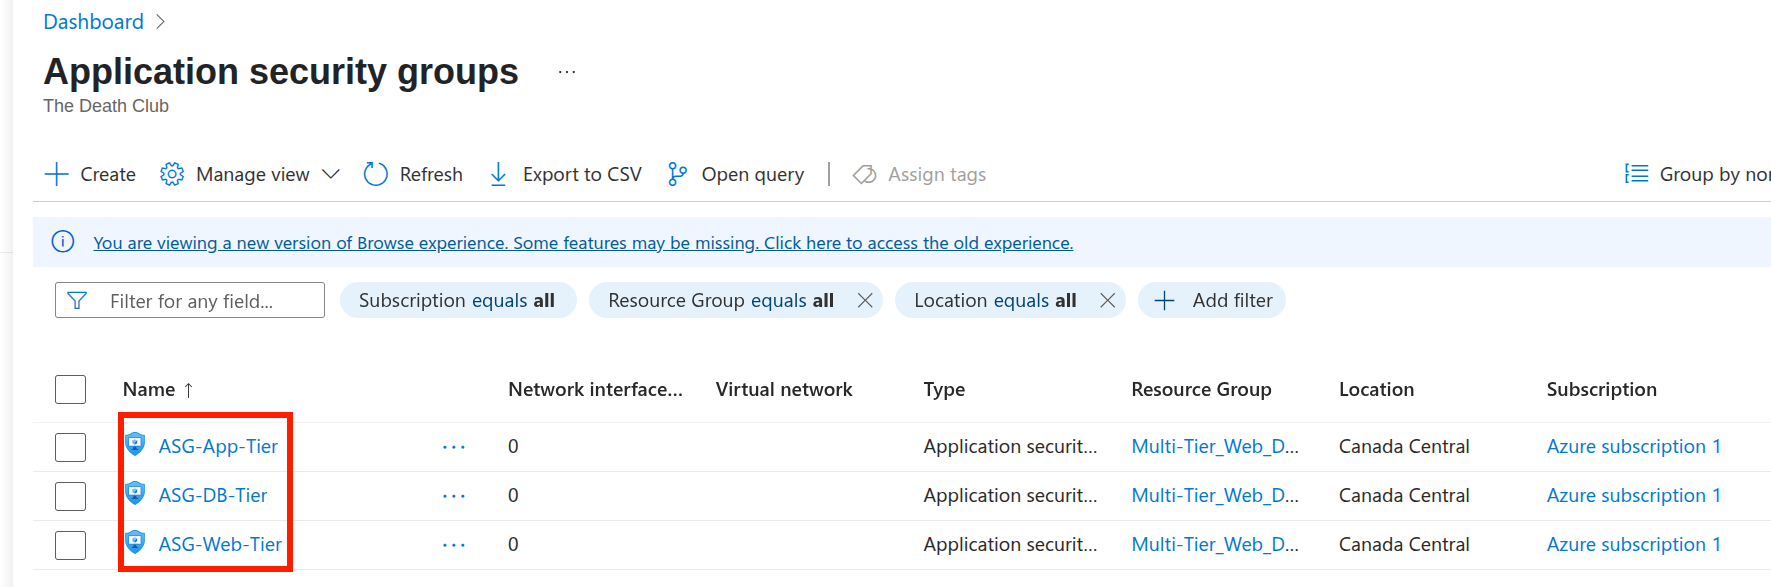 Dashboard
Application security groups ...
The Death Club
Create Manage view Refresh Export to CSV Open query Assign tags Group by
You are viewing a new version of Browse experience. Some features may be missing. Click here to access the old experience.
Filter for any field... Subscription equals all Resource Group equals all Location equals all Add filter
Name ↑ Network interface... Virtual network Type Resource Group Location Subscription
ASG-App-Tier ... 0 Application securit... Multi-Tier_Web_D... Canada Central Azure subscription 1
ASG-DB-Tier ... 0 Application securit... Multi-Tier_Web_D... Canada Central Azure subscription 1
ASG-Web-Tier ... 0 Application securit... Multi-Tier_Web_D... Canada Central Azure subscription 1